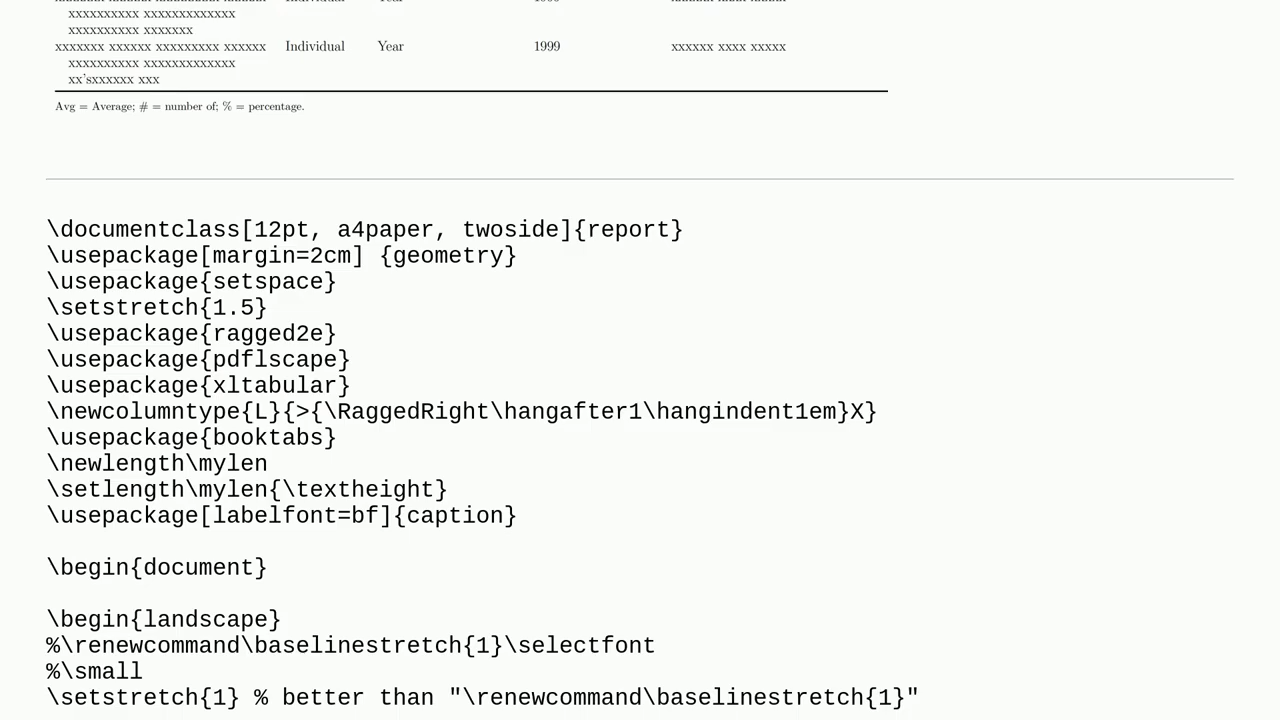 xxxxxxxxxx xxxxxxxxxxxxx
xxxxxxxxxx xxxxxxx
xxxxxxx xxxxxx xxxxxxxxx xxxxxx Individual Year 1999 xxxxxx xxxx xxxxx
xxxxxxxxxx xxxxxxxxxxxxx
xx'sxxxxxx xxx
Avg = Average; # = number of; % = percentage.
\documentclass[12pt, a4paper, twoside]{report}
\usepackage[margin=2cm] {geometry}
\usepackage{setspace}
\setstretch{1.5}
\usepackage{ragged2e}
\usepackage{pdflscape}
\usepackage{xltabular}
\newcolumntype{L}{>{\RaggedRight\hangafter1\hangindent1em}X}
\usepackage{booktabs}
\newlength\mylen
\setlength\mylen{\textheight}
\usepackage[labelfont=bf]{caption}
\begin{document}
\begin{landscape}
%\renewcommand\baselinestretch{1}\selectfont
%\small
\setstretch{1} % better than "\renewcommand\baselinestretch{1}"